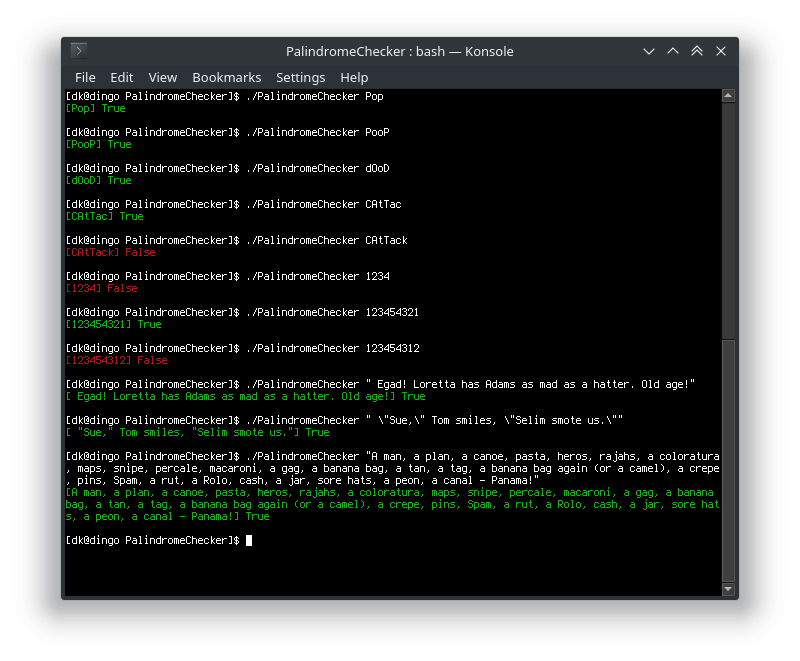 PalindromeChecker : bash — Konsole
File Edit View Bookmarks Settings Help
[dk@dingo PalindromeChecker]$ ./PalindromeChecker Pop
[Pop] True
[dk@dingo PalindromeChecker]$ ./PalindromeChecker PooP
[PooP] True
[dk@dingo PalindromeChecker]$ ./PalindromeChecker dOoD
[dOoD] True
[dk@dingo PalindromeChecker]$ ./PalindromeChecker CAtTac
[CAtTac] True
[dk@dingo PalindromeChecker]$ ./PalindromeChecker CAtTack
[CAtTack] False
[dk@dingo PalindromeChecker]$ ./PalindromeChecker 1234
[1234] False
[dk@dingo PalindromeChecker]$ ./PalindromeChecker 123454321
[123454321] True
[dk@dingo PalindromeChecker]$ ./PalindromeChecker 123454312
[123454312] False
[dk@dingo PalindromeChecker]$ ./PalindromeChecker " Egad! Loretta has Adams as mad as a hatter. Old age!"
[ Egad! Loretta has Adams as mad as a hatter. Old age!] True
[dk@dingo PalindromeChecker]$ ./PalindromeChecker " \"Sue,\" Tom smiles, \"Selim smote us.\""
[ "Sue," Tom smiles, "Selim smote us."] True
[dk@dingo PalindromeChecker]$ ./PalindromeChecker "A man, a plan, a canoe, pasta, heros, rajahs, a coloratura
, maps, snipe, percale, macaroni, a gag, a banana bag, a tan, a tag, a banana bag again (or a camel), a crepe
, pins, Spam, a rut, a Rolo, cash, a jar, sore hats, a peon, a canal – Panama!"
[A man, a plan, a canoe, pasta, heros, rajahs, a coloratura, maps, snipe, percale, macaroni, a gag, a banana
bag, a tan, a tag, a banana bag again (or a camel), a crepe, pins, Spam, a rut, a Rolo, cash, a jar, sore hat
s, a peon, a canal – Panama!] True
[dk@dingo PalindromeChecker]$